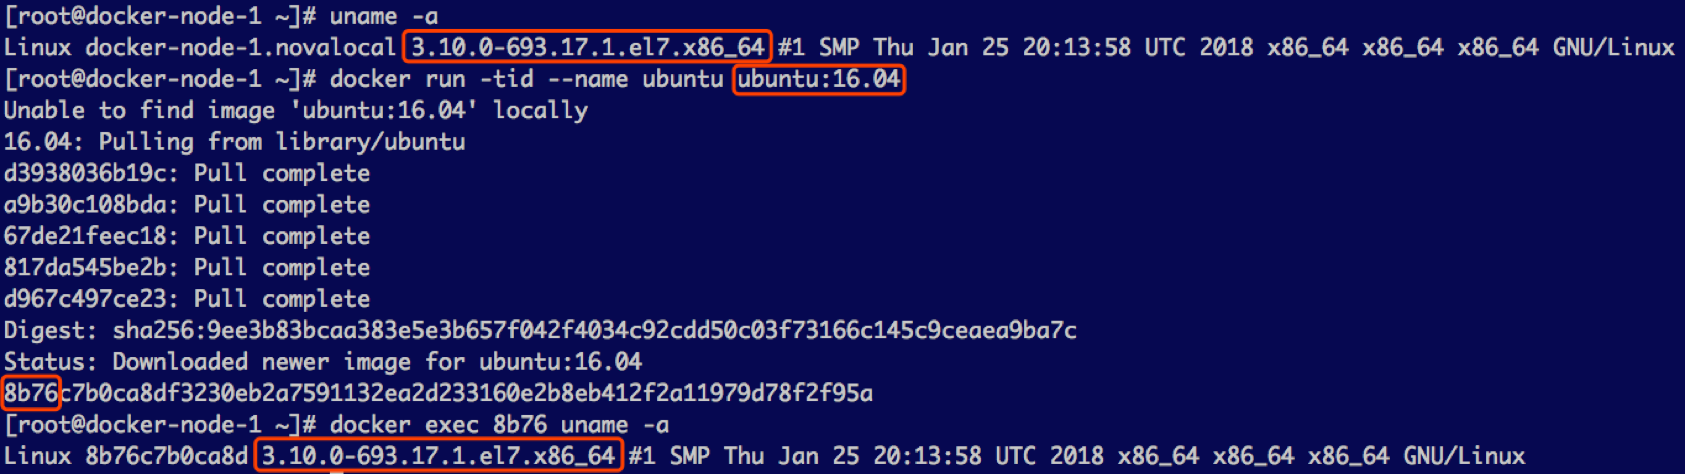 [root@docker-node-1 ~]# uname -a
Linux docker-node-1.novalocal 3.10.0-693.17.1.el7.x86_64 #1 SMP Thu Jan 25 20:13:58 UTC 2018 x86_64 x86_64 x86_64 GNU/Linux
[root@docker-node-1 ~]# docker run -tid --name ubuntu ubuntu:16.04
Unable to find image 'ubuntu:16.04' locally
16.04: Pulling from library/ubuntu
d3938036b19c: Pull complete
a9b30c108bda: Pull complete
67de21feec18: Pull complete
817da545be2b: Pull complete
d967c497ce23: Pull complete
Digest: sha256:9ee3b83bcaa383e5e3b657f042f4034c92cdd50c03f73166c145c9ceaea9ba7c
Status: Downloaded newer image for ubuntu:16.04
8b76c7b0ca8df3230eb2a7591132ea2d233160e2b8eb412f2a11979d78f2f95a
[root@docker-node-1 ~]# docker exec 8b76 uname -a
Linux 8b76c7b0ca8d 3.10.0-693.17.1.el7.x86_64 #1 SMP Thu Jan 25 20:13:58 UTC 2018 x86_64 x86_64 x86_64 GNU/Linux